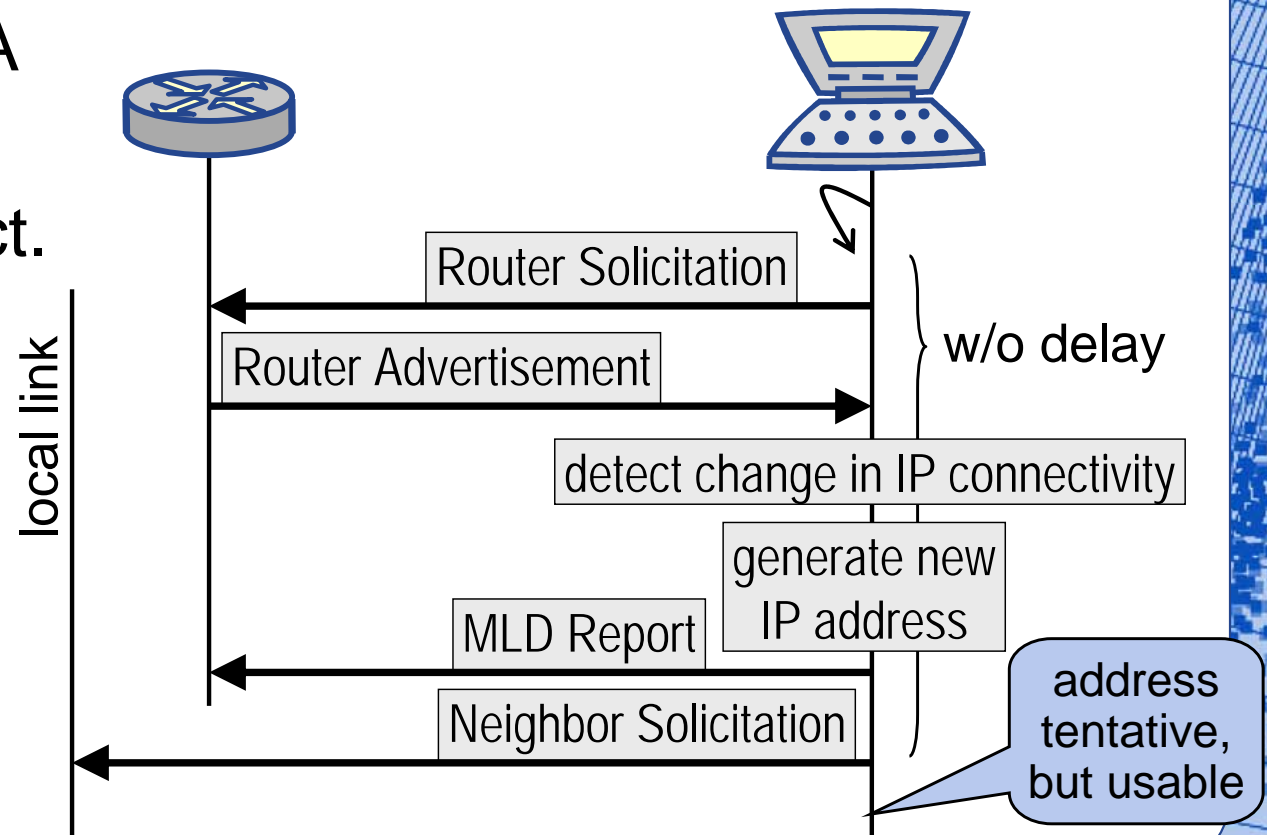 A
ct.
Router Solicitation
Router Advertisement
w/o delay
local link
detect change in IP connectivity
generate new
IP address
MLD Report
Neighbor Solicitation
address
tentative,
but usable